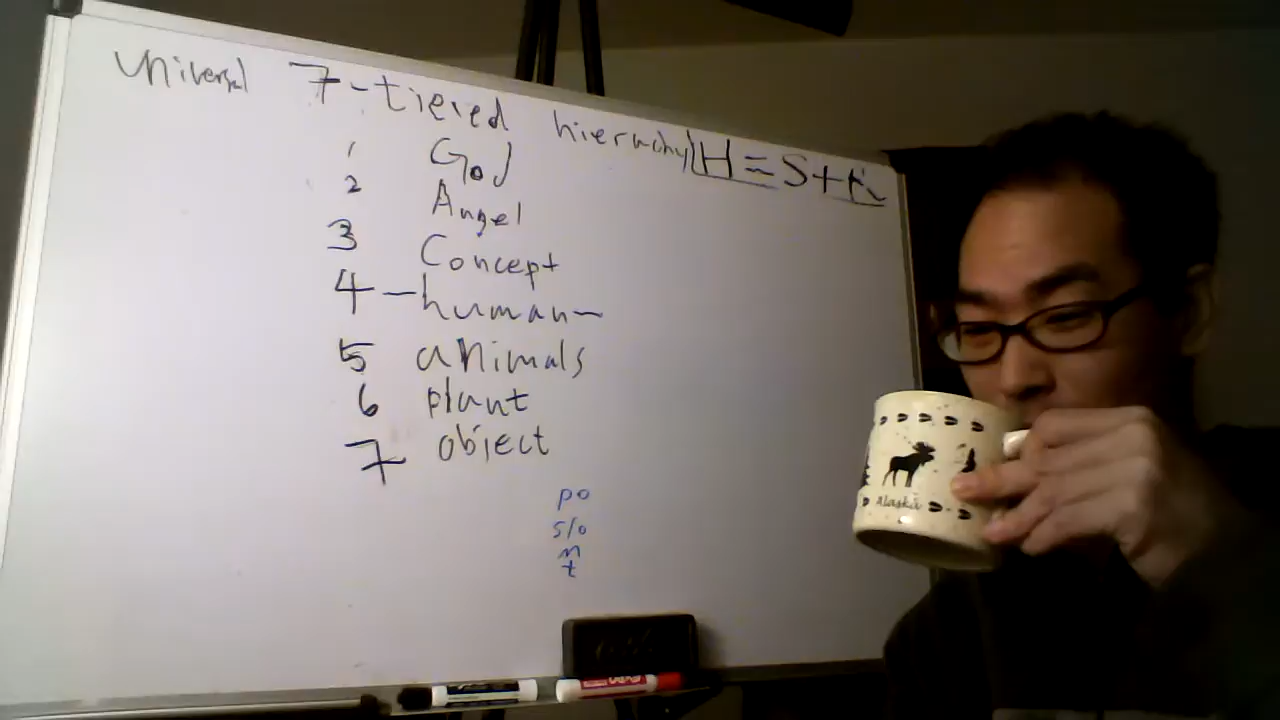 universal 7-tiered hierarchy H = S+R
1 God
2 Angel
3 Concept
4 - human -
5 animals
6 plant
7 object
po
s/o
m
t
Alaska